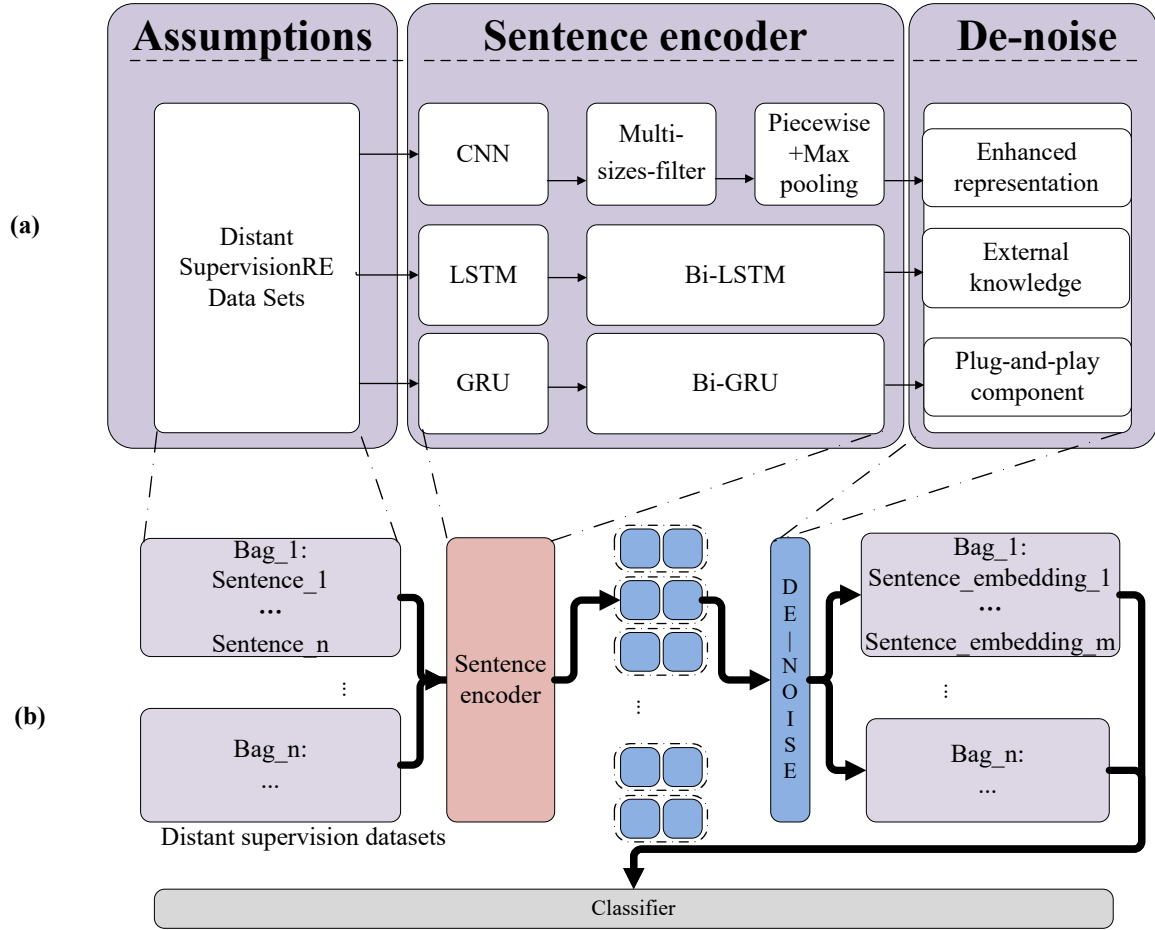 Assumptions
Sentence encoder
De-noise
(a)
Distant
SupervisionRE
Data Sets
CNN
Multi-
sizes-filter
Piecewise
+Max
pooling
Enhanced
representation
LSTM
Bi-LSTM
External
knowledge
GRU
Bi-GRU
Plug-and-play
component
(b)
Bag_1:
Sentence_1
...
Sentence_n
...
Bag_n:
...
Distant supervision datasets
Sentence
encoder
...
DE|NOISE
Bag_1:
Sentence_embedding_1
...
Sentence_embedding_m
...
Bag_n:
...
Classifier